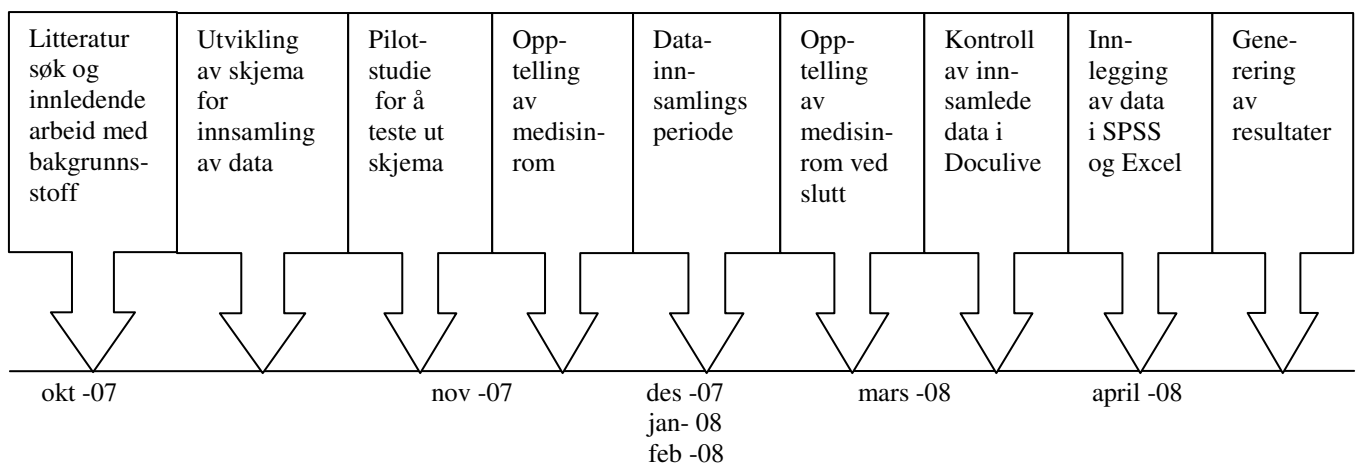 Litteratur
søk og
innledende
arbeid med
bakgrunns-
stoff
Utvikling
av skjema
for
innsamling
av data
Pilot-
studie
for å
teste ut
skjema
Opp-
telling
av
medisin-
rom
Data-
inn-
samlings
periode
Opp-
telling
av
medisin-
rom ved
slutt
Kontroll
av inn-
samlede
data i
Doculive
Inn-
legging
av data
i SPSS
og Excel
Gene-
rering
av
resultater
okt -07
nov -07
des -07
jan- 08
feb -08
mars -08
april -08